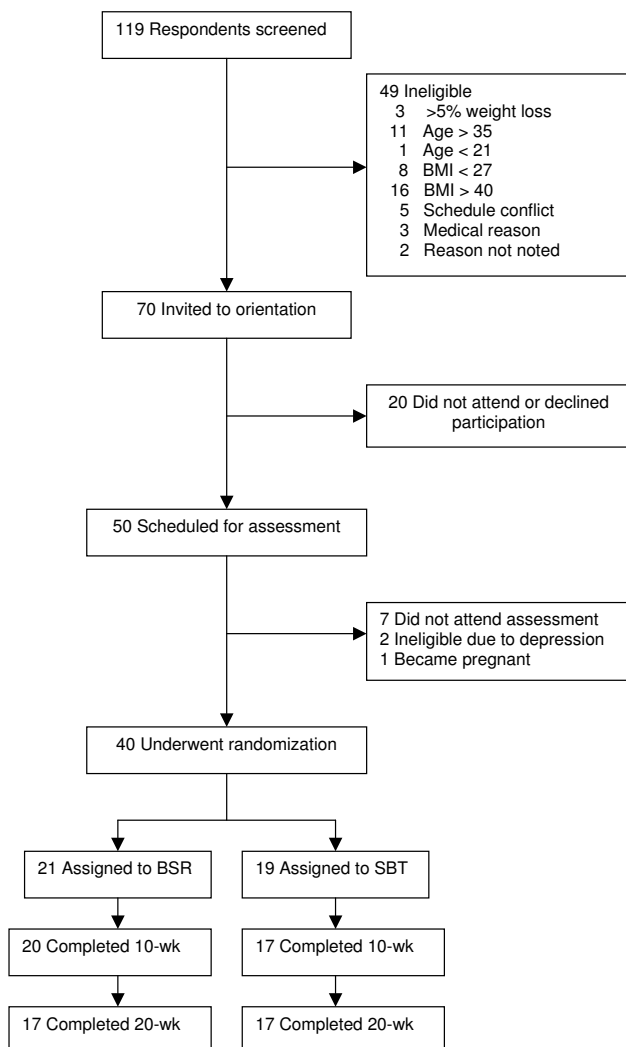 119 Respondents screened
49 Ineligible
3 >5% weight loss
11 Age > 35
1 Age < 21
8 BMI < 27
16 BMI > 40
5 Schedule conflict
3 Medical reason
2 Reason not noted
70 Invited to orientation
20 Did not attend or declined
participation
50 Scheduled for assessment
7 Did not attend assessment
2 Ineligible due to depression
1 Became pregnant
40 Underwent randomization
21 Assigned to BSR
19 Assigned to SBT
20 Completed 10-wk
17 Completed 10-wk
17 Completed 20-wk
17 Completed 20-wk